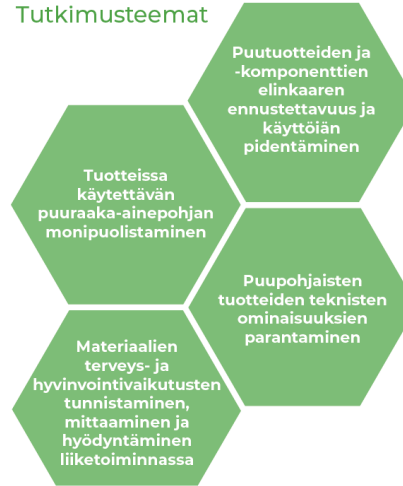 Tutkimusteemat
Puutuotteiden ja
-komponenttien
elinkaaren
ennustettavuus ja
käyttöiän
pidentäminen
Tuotteissa
käytettävän
puuraaka-ainepohjan
monipuolistaminen
Puupohjaisten
tuotteiden teknisten
ominaisuuksien
parantaminen
Materiaalien
terveys- ja
hyvinvointivaikutusten
tunnistaminen,
mittaaminen ja
hyödyntäminen
liiketoiminnassa